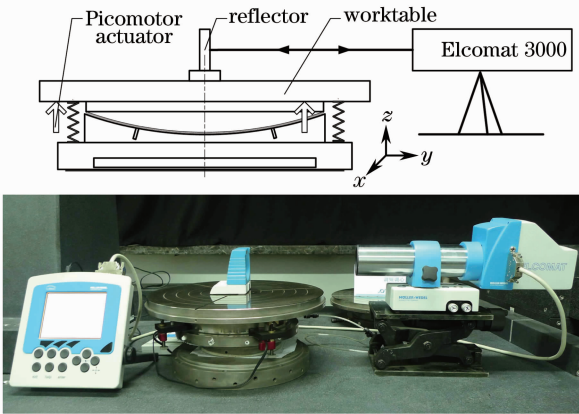 Picomotor
actuator
reflector
worktable
Elcomat 3000
z
y
x
ELCOMAT